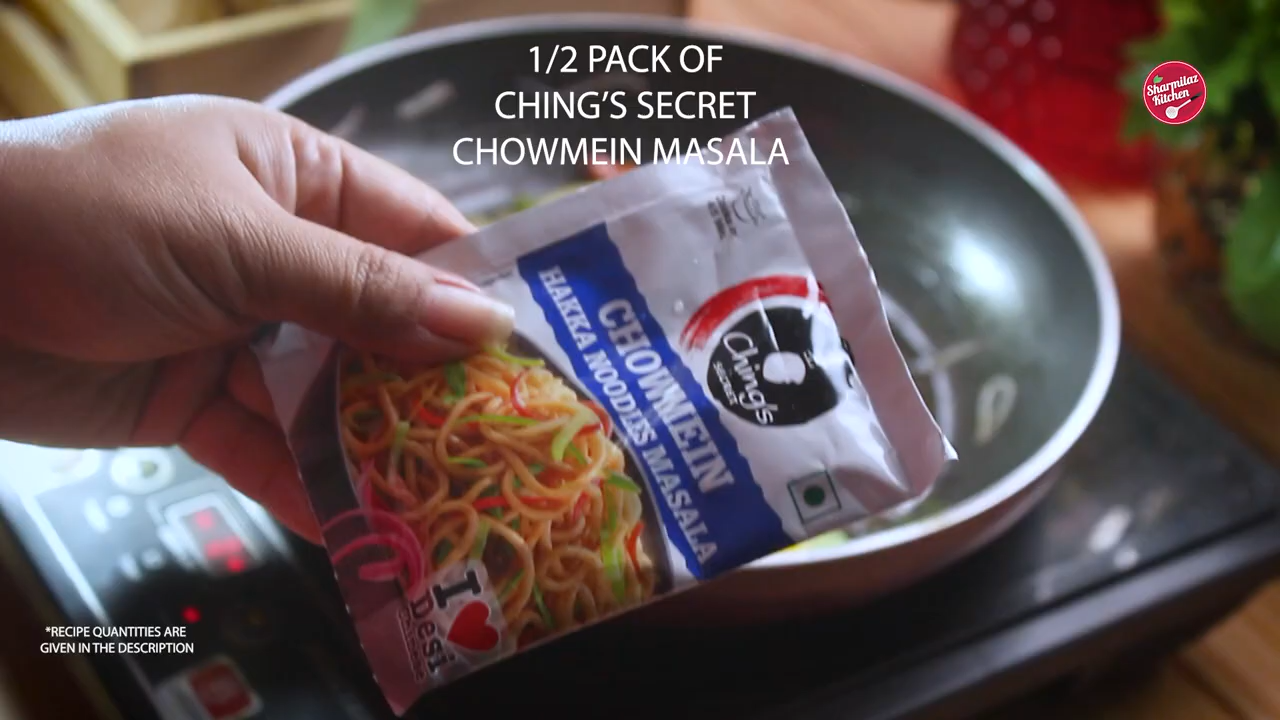 1/2 PACK OF
CHING'S SECRET
CHOWMEIN MASALA
Sharmilaz
Kitchen
Ching's
SECRET
CHOWMEIN
HAKKA NOODLES MASALA
I
Desi
Chinese
*RECIPE QUANTITIES ARE
GIVEN IN THE DESCRIPTION